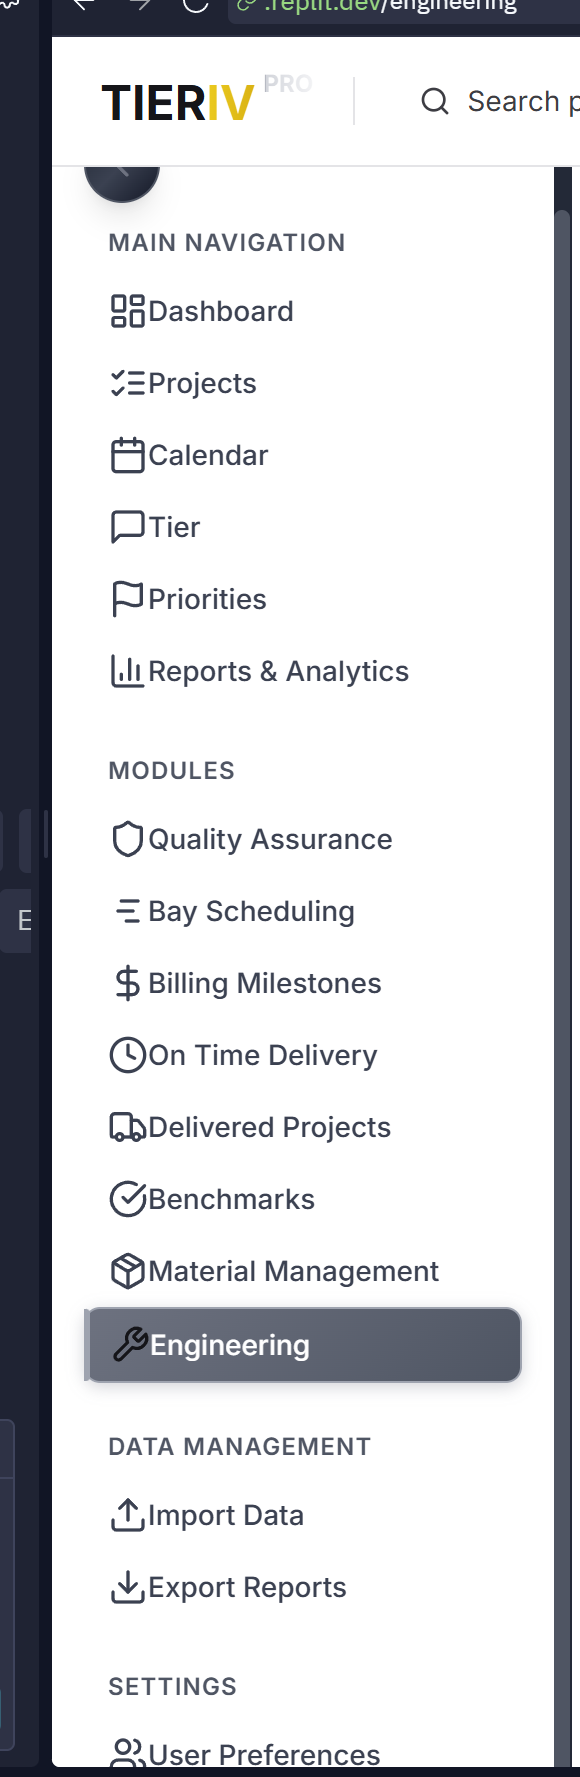 .replit.dev/engineering
TIERIV PRO
Search
MAIN NAVIGATION
Dashboard
Projects
Calendar
Tier
Priorities
Reports & Analytics
MODULES
Quality Assurance
Bay Scheduling
Billing Milestones
On Time Delivery
Delivered Projects
Benchmarks
Material Management
Engineering
DATA MANAGEMENT
Import Data
Export Reports
SETTINGS
User Preferences